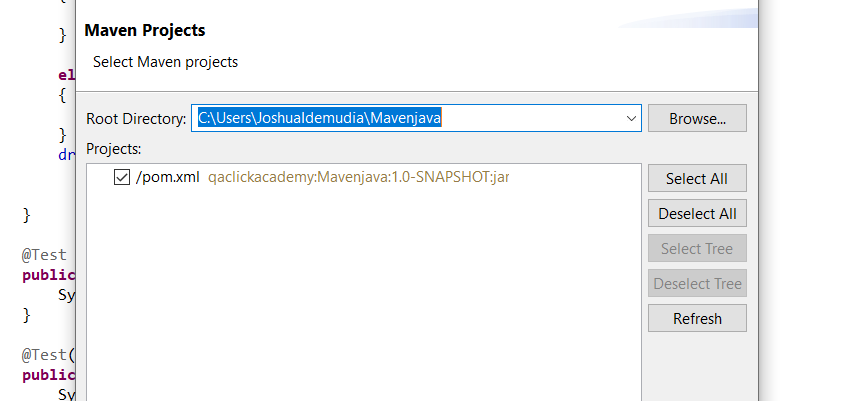 {
}
Maven Projects
Select Maven projects
el
{
Root Directory: C:\Users\JoshuaIdemudia\Mavenjava Browse...
}
dr
Projects:
/pom.xml qaclickacademy:Mavenjava:1.0-SNAPSHOT:jar Select All
Deselect All
}
Select Tree
@Test
public
Deselect Tree
Sy
}
Refresh
@Test(
public
Sy